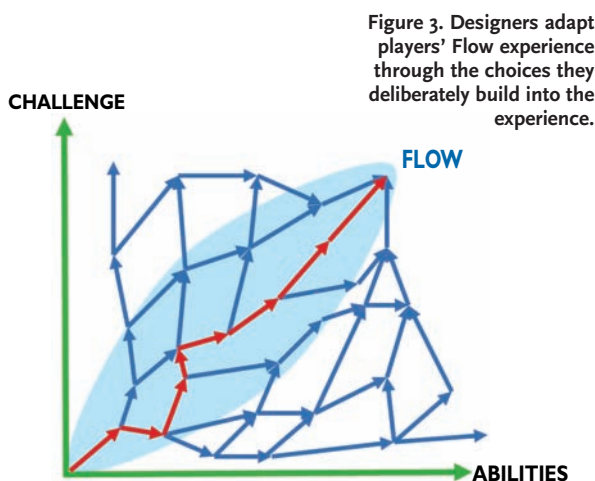 Figure 3. Designers adapt
players’ Flow experience
through the choices they
deliberately build into the
experience.
CHALLENGE
FLOW
ABILITIES